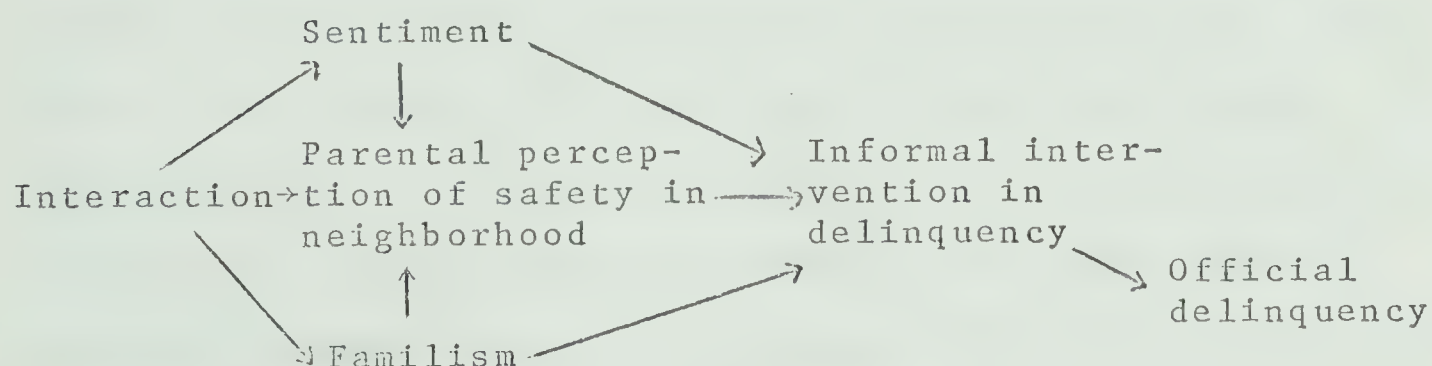 Sentiment
Parental percep-
Informal inter-
Interaction→tion of safety in
vention in
neighborhood
delinquency
Official
delinquency
Familism